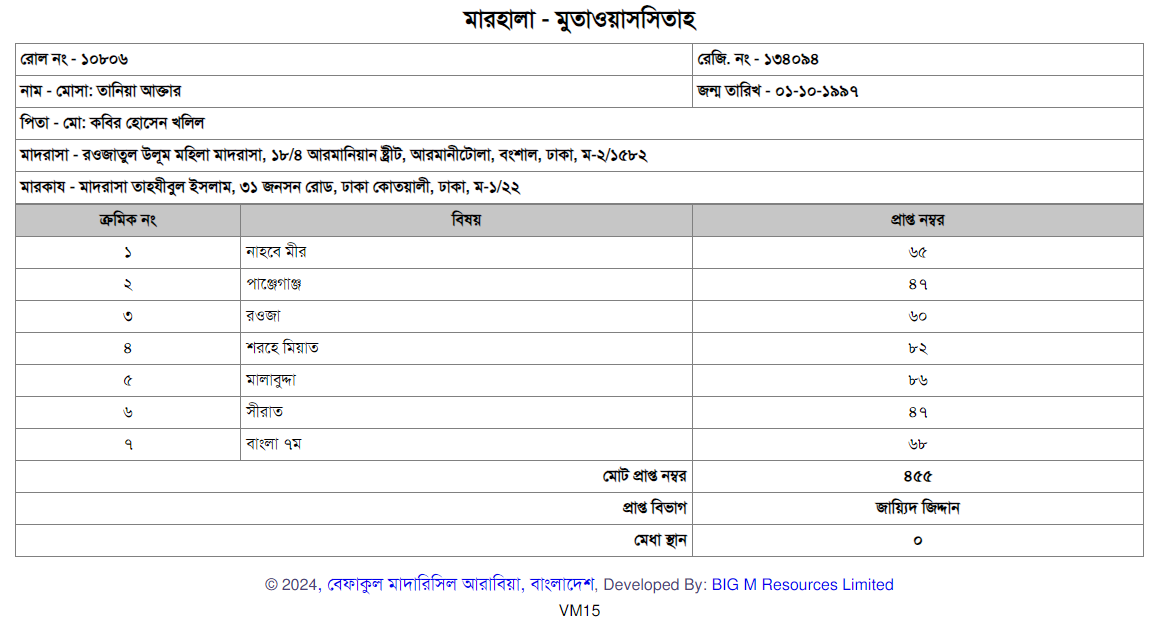 মারহালা - মুতাওয়াসসিতাহ
রোল নং - ১০৮০৬ রেজি. নং - ১৩৪০৯৪
নাম - মোসা: তানিয়া আক্তার জন্ম তারিখ - ০১-১০-১৯৯৭
পিতা - মো: কবির হোসেন খলিল
মাদরাসা - রওজাতুল উলূম মহিলা মাদরাসা, ১৮/৪ আরমানিয়ান ষ্ট্রীট, আরমানীটোলা, বংশাল, ঢাকা, ম-২/১৫৮২
মারকায - মাদরাসা তাহযীবুল ইসলাম, ৩১ জনসন রোড, ঢাকা কোতয়ালী, ঢাকা, ম-১/২২
ক্রমিক নং বিষয় প্রাপ্ত নম্বর
১ নাহবে মীর ৬৫
২ পাঞ্জেগাঞ্জ ৪৭
৩ রওজা ৬০
৪ শরহে মিয়াত ৮২
৫ মালাবুদ্দা ৮৬
৬ সীরাত ৪৭
৭ বাংলা ৭ম ৬৮
মোট প্রাপ্ত নম্বর ৪৫৫
প্রাপ্ত বিভাগ জায়্যিদ জিদ্দান
মেধা স্থান ০
© 2024, বেফাকুল মাদারিসিল আরাবিয়া, বাংলাদেশ, Developed By: BIG M Resources Limited
VM15